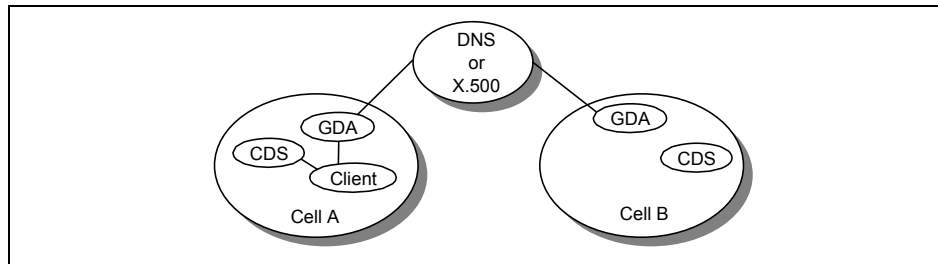 DNS
or
X.500
GDA
CDS
Client
Cell A
GDA
CDS
Cell B